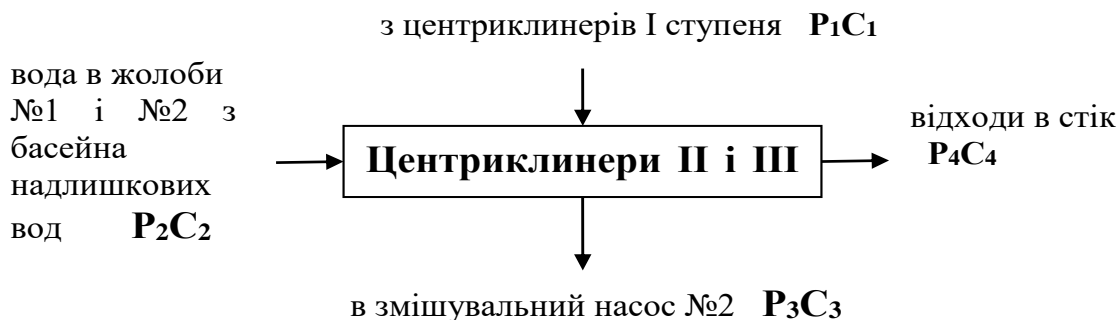 з центриклинерів І ступеня P₁C₁
вода в жолоби
№1 і №2 з
басейна
надлишкових
вод P₂C₂
Центриклинери ІІ і ІІІ
відходи в стік
P₄C₄
в змішувальний насос №2 P₃C₃